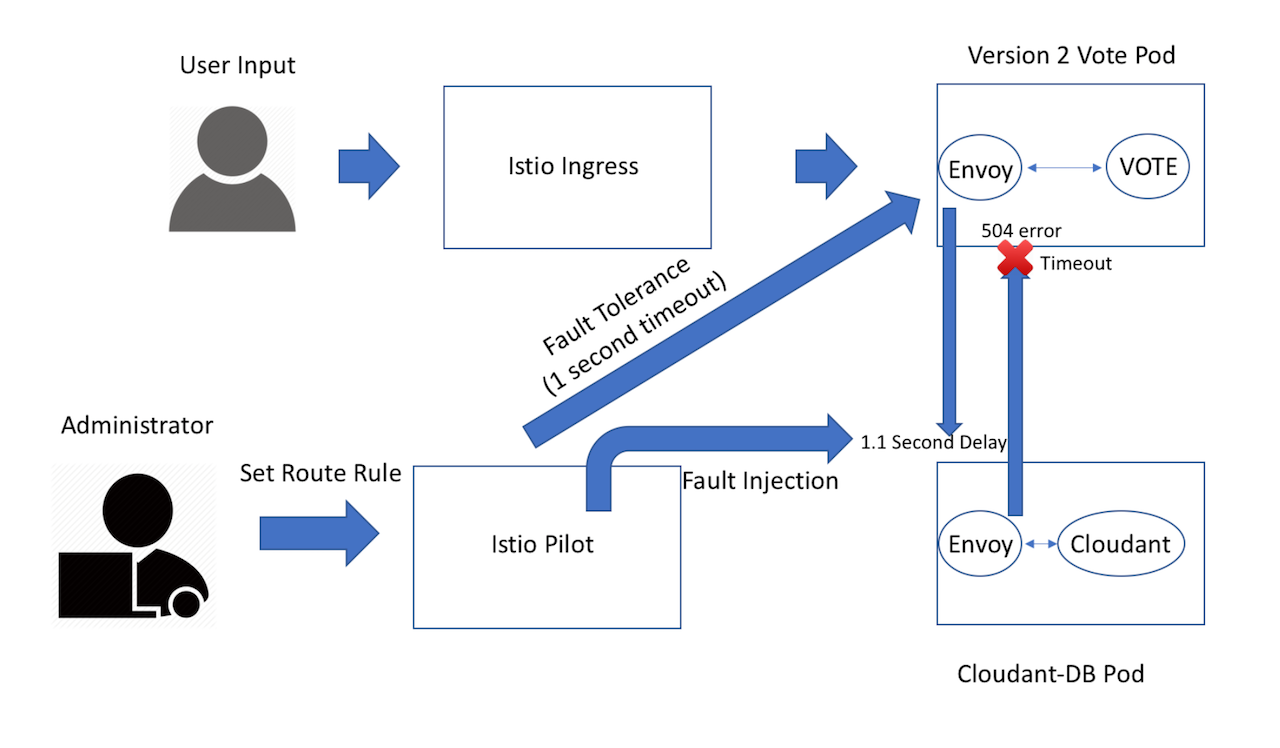 User Input
Version 2 Vote Pod
Istio Ingress
Envoy
VOTE
504 error
Timeout
Fault Tolerance
(1 second timeout)
Administrator
Set Route Rule
1.1 Second Delay
Fault Injection
Istio Pilot
Envoy
Cloudant
Cloudant-DB Pod